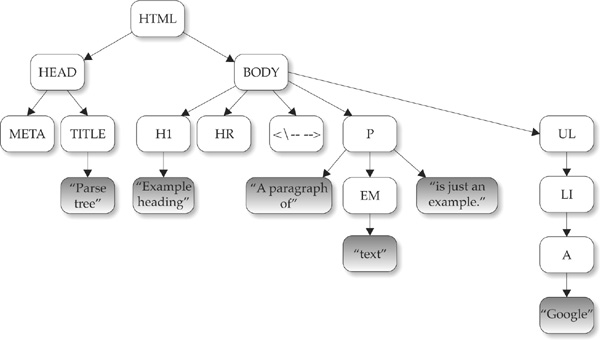 HTML
HEAD
BODY
META
TITLE
H1
HR
<\-- -->
P
UL
“Parse
tree”
“Example
heading”
“A paragraph
of”
EM
“is just an
example.”
LI
“text”
A
“Google”